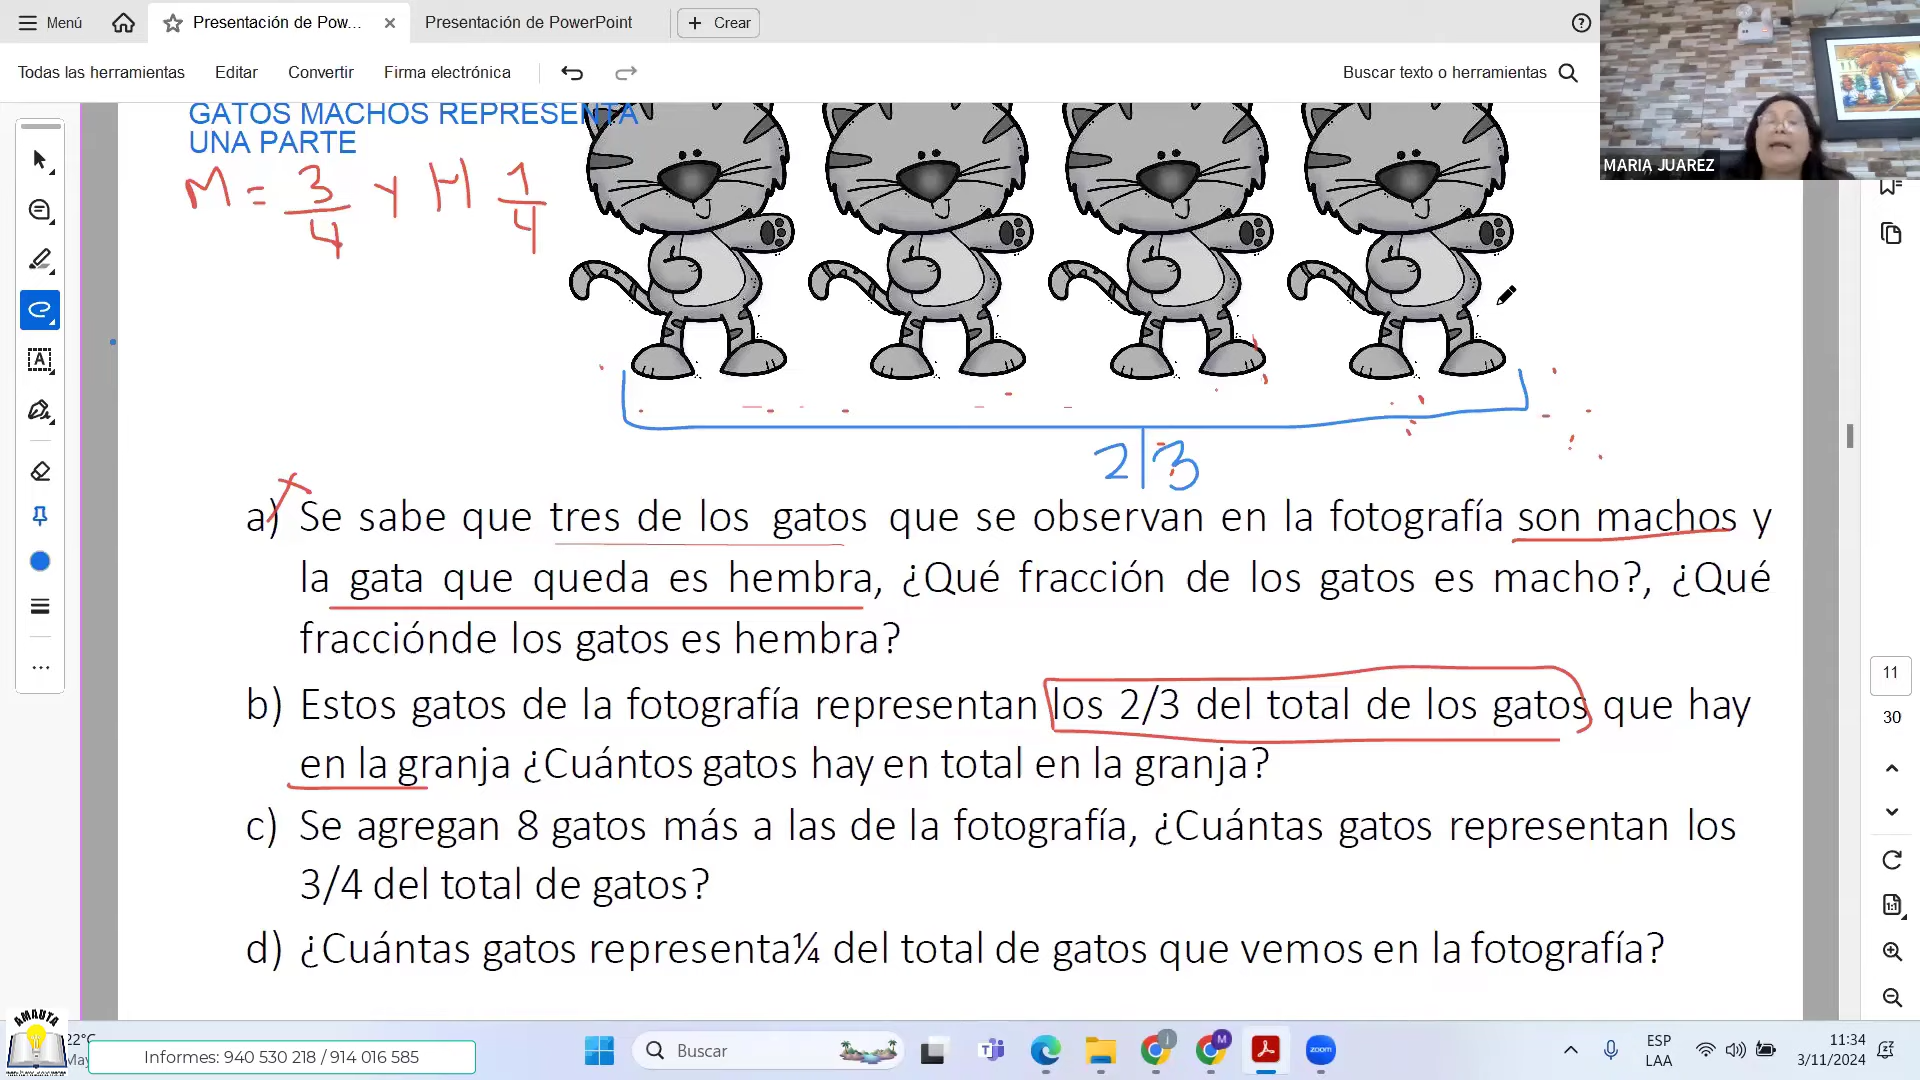 Menú
Presentación de Pow...
Presentación de PowerPoint
Crear
Todas las herramientas
Editar
Convertir
Firma electrónica
Buscar texto o herramientas
MARIA JUAREZ
GATOS MACHOS REPRESENTA
UNA PARTE
M = 3/4 y H 1/4
2|3
a) Se sabe que tres de los gatos que se observan en la fotografía son machos y
la gata que queda es hembra, ¿Qué fracción de los gatos es macho?, ¿Qué
fracciónde los gatos es hembra?
b) Estos gatos de la fotografía representan los 2/3 del total de los gatos que hay
en la granja ¿Cuántos gatos hay en total en la granja?
c) Se agregan 8 gatos más a las de la fotografía, ¿Cuántas gatos representan los
3/4 del total de gatos?
d) ¿Cuántas gatos representa¼ del total de gatos que vemos en la fotografía?
11
30
AMAUTA
22°C
Informes: 940 530 218 / 914 016 585
Buscar
zoom
ESP
LAA
11:34
3/11/2024